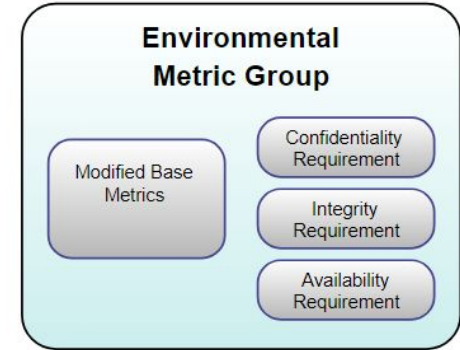 Environmental
Metric Group
Modified Base
Metrics
Confidentiality
Requirement
Integrity
Requirement
Availability
Requirement